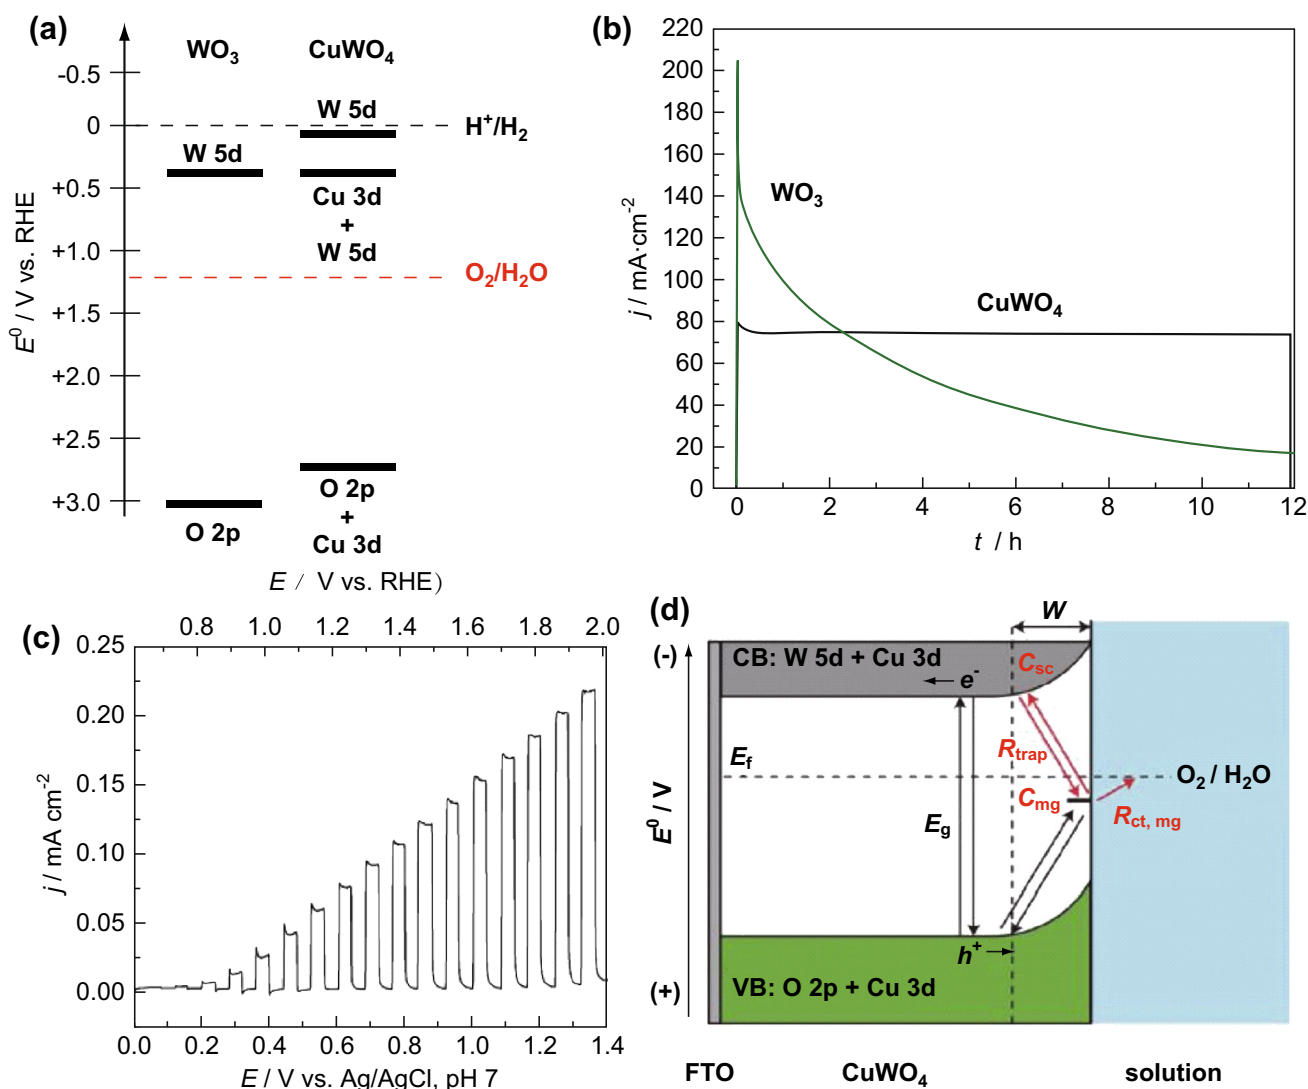 (a)
WO₃ CuWO₄
-0.5
W 5d
0
H⁺/H₂
W 5d
+0.5
Cu 3d
+
W 5d
+1.0
O₂/H₂O
+1.5
+2.0
+2.5
O 2p
+
Cu 3d
+3.0
O 2p
E⁰ / V vs. RHE
(b)
220
200
180
160
140
120
100
80
60
40
20
0
j / mA·cm⁻²
WO₃
CuWO₄
0 2 4 6 8 10 12
t / h
E / V vs. RHE)
(c)
0.8 1.0 1.2 1.4 1.6 1.8 2.0
0.25
0.20
0.15
0.10
0.05
0.00
j / mA cm⁻²
0.0 0.2 0.4 0.6 0.8 1.0 1.2 1.4
E / V vs. Ag/AgCl, pH 7
(d)
W
(-)
CB: W 5d + Cu 3d
C_sc
e⁻
R_trap
E_f
O₂ / H₂O
C_mg
R_ct, mg
E_g
E⁰ / V
h⁺
(+)
VB: O 2p + Cu 3d
FTO CuWO₄ solution